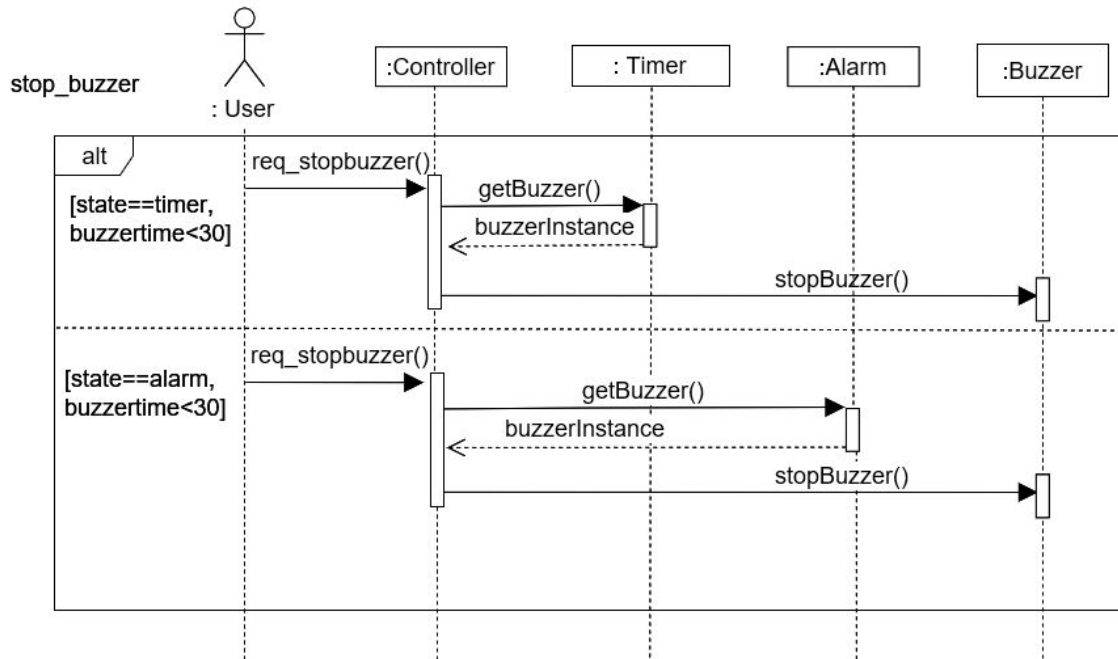 stop_buzzer
: User
:Controller
: Timer
:Alarm
:Buzzer
alt
[state==timer,
buzzertime<30]
req_stopbuzzer()
getBuzzer()
buzzerInstance
stopBuzzer()
[state==alarm,
buzzertime<30]
req_stopbuzzer()
getBuzzer()
buzzerInstance
stopBuzzer()